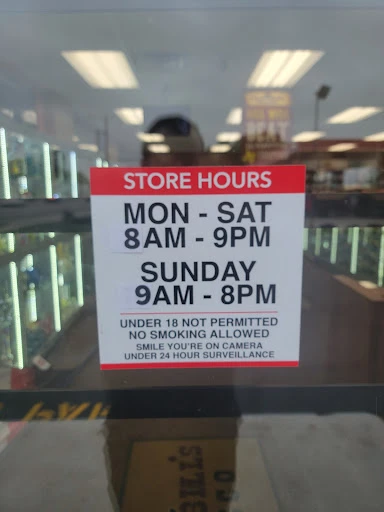 STORE HOURS
MON - SAT
8AM - 9PM
SUNDAY
9AM - 8PM
UNDER 18 NOT PERMITTED
NO SMOKING ALLOWED
SMILE YOU'RE ON CAMERA
UNDER 24 HOUR SURVEILLANCE